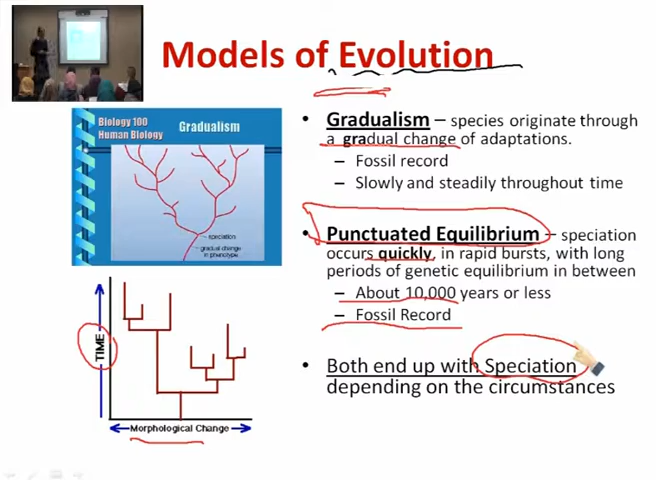 Models of Evolution
Biology 100
Human Biology
Gradualism
speciation
gradual change
in phenotype
TIME
Morphological Change
• Gradualism – species originate through
a gradual change of adaptations.
– Fossil record
– Slowly and steadily throughout time
• Punctuated Equilibrium – speciation
occurs quickly, in rapid bursts, with long
periods of genetic equilibrium in between
– About 10,000 years or less
– Fossil Record
• Both end up with Speciation
depending on the circumstances